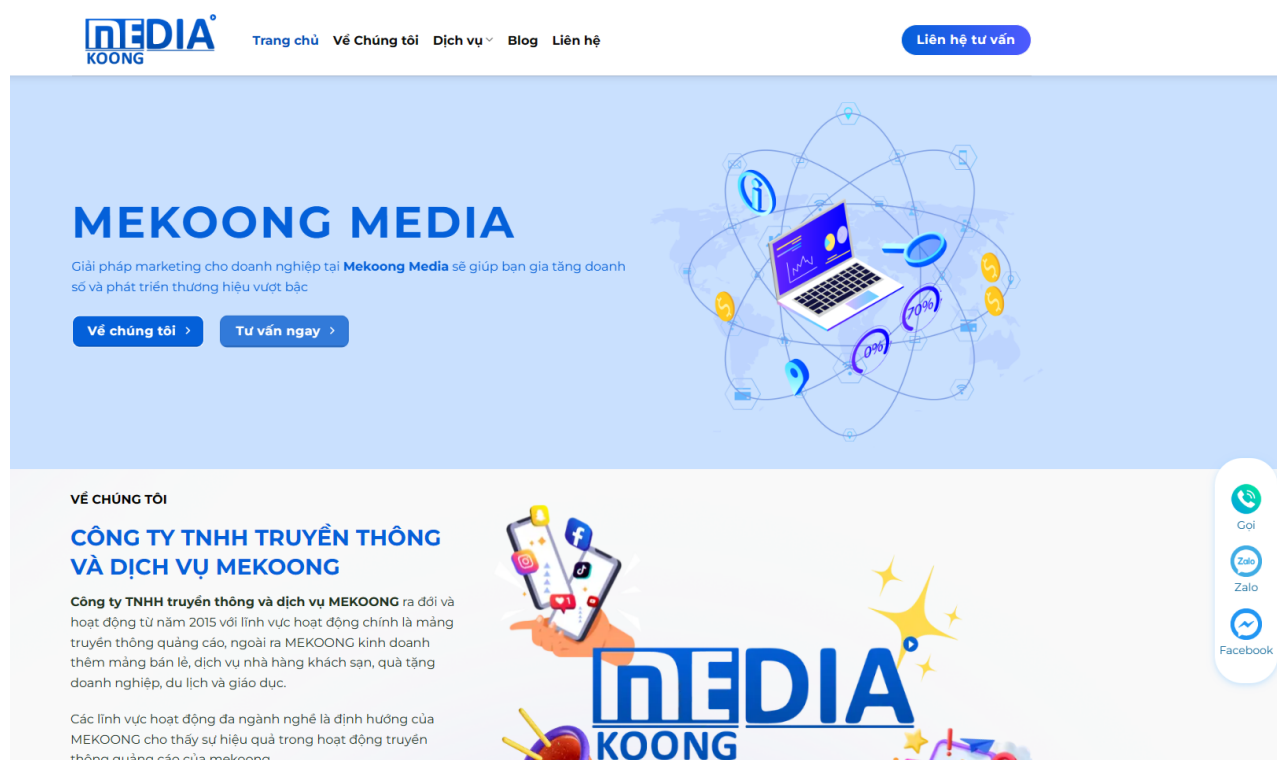 mEDIA
KOONG
Trang chủ Về Chúng tôi Dịch vụ Blog Liên hệ
Liên hệ tư vấn
MEKOONG MEDIA
Giải pháp marketing cho doanh nghiệp tại Mekoong Media sẽ giúp bạn gia tăng doanh
số và phát triển thương hiệu vượt bậc
Về chúng tôi
Tư vấn ngay
70%
0%
VỀ CHÚNG TÔI
CÔNG TY TNHH TRUYỀN THÔNG
VÀ DỊCH VỤ MEKOONG
Công ty TNHH truyền thông và dịch vụ MEKOONG ra đới và
hoạt động từ năm 2015 với lĩnh vực hoạt động chính là mảng
truyền thông quảng cáo, ngoài ra MEKOONG kinh doanh
thêm mảng bán lẻ, dịch vụ nhà hàng khách sạn, quà tặng
doanh nghiệp, du lịch và giáo dục.
Các lĩnh vực hoạt động đa ngành nghề là định hướng của
MEKOONG cho thấy sự hiệu quả trong hoạt động truyền
thông quảng cáo của mekoong
mEDIA
KOONG
Gọi
Zalo
Zalo
Facebook